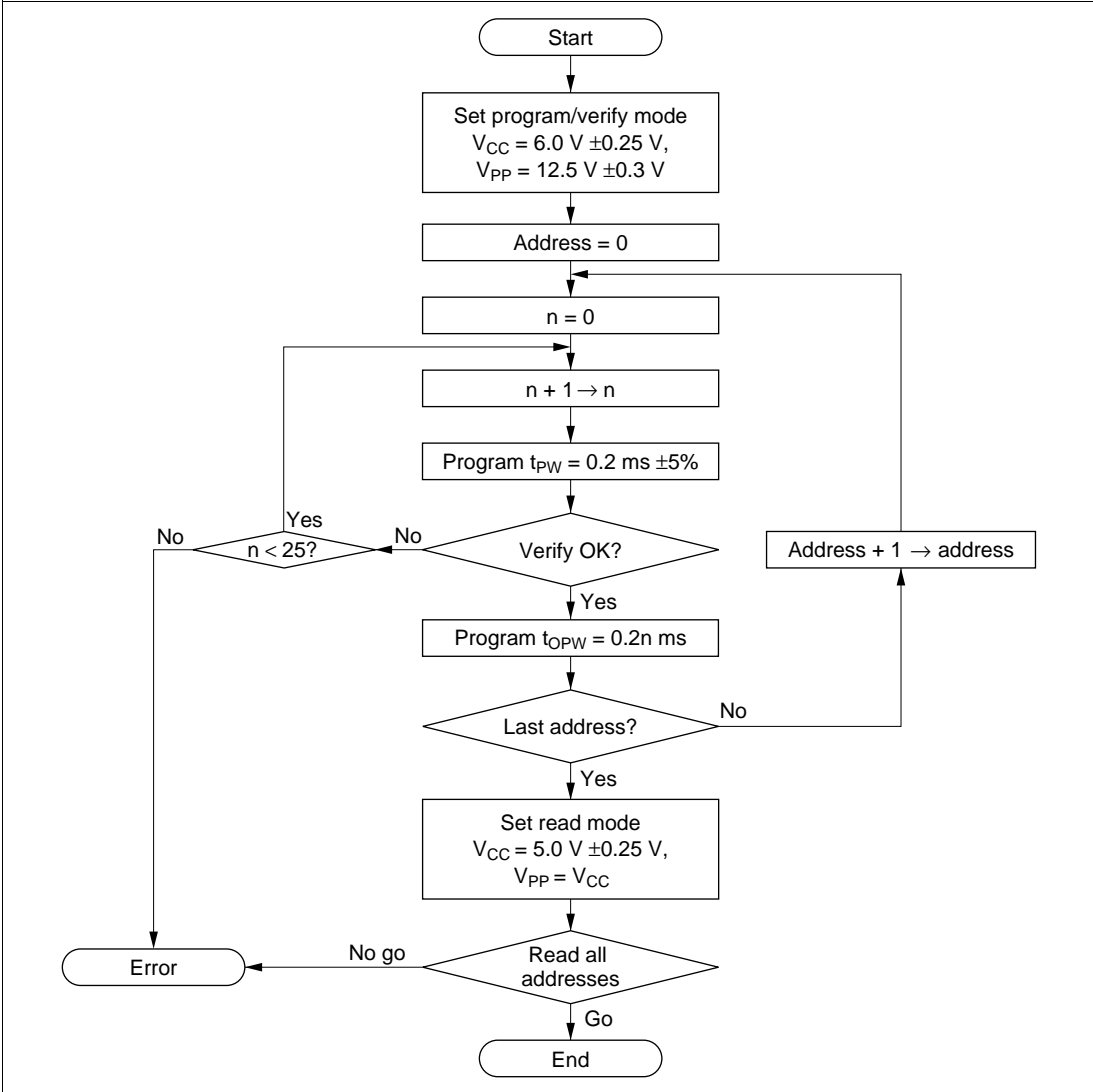 Start
Set program/verify mode
VCC = 6.0 V ±0.25 V,
VPP = 12.5 V ±0.3 V
Address = 0
n = 0
n + 1 → n
Program tPW = 0.2 ms ±5%
No
Yes
n < 25?
No
Verify OK?
Address + 1 → address
Yes
Program tOPW = 0.2n ms
Last address?
No
Yes
Set read mode
VCC = 5.0 V ±0.25 V,
VPP = VCC
Error
No go
Read all
addresses
Go
End